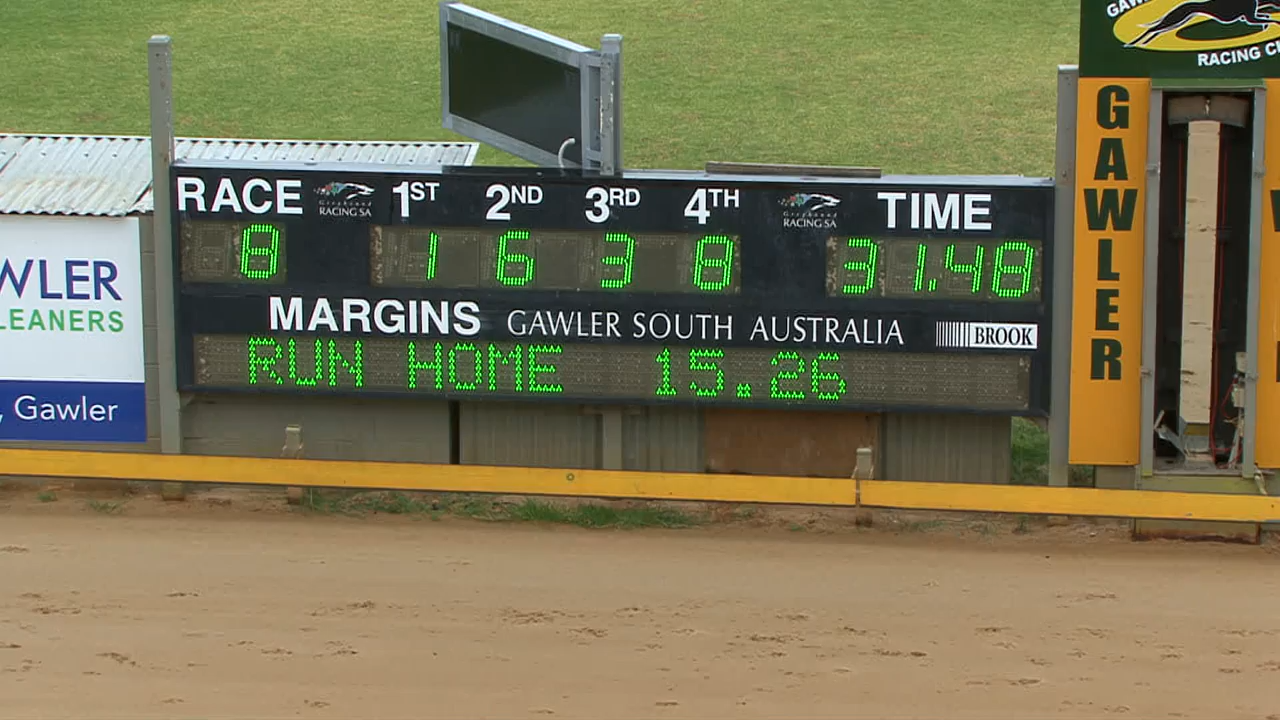 GAW
RACING C
RACE 1ST 2ND 3RD 4TH TIME
Greyhound RACING SA
Greyhound RACING SA
8 1 6 3 8 31.48
MARGINS GAWLER SOUTH AUSTRALIA BROOK
RUN HOME 15.26
WLER
LEANERS
, Gawler
GAWLER